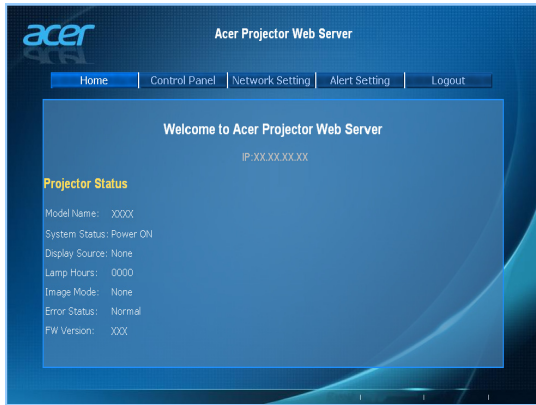 acer
Acer Projector Web Server
Home Control Panel Network Setting Alert Setting Logout
Welcome to Acer Projector Web Server
IP:XX.XX.XX.XX
Projector Status
Model Name: XXXX
System Status: Power ON
Display Source: None
Lamp Hours: 0000
Image Mode: None
Error Status: Normal
FW Version: XXX